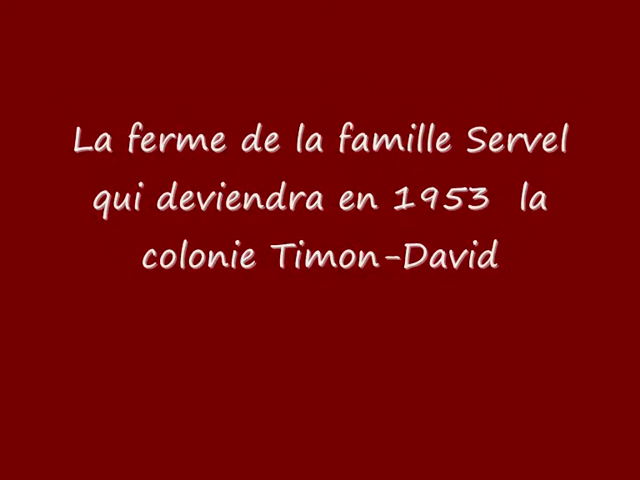 La ferme de la famille Servel
qui deviendra en 1953 la
colonie Timon-David